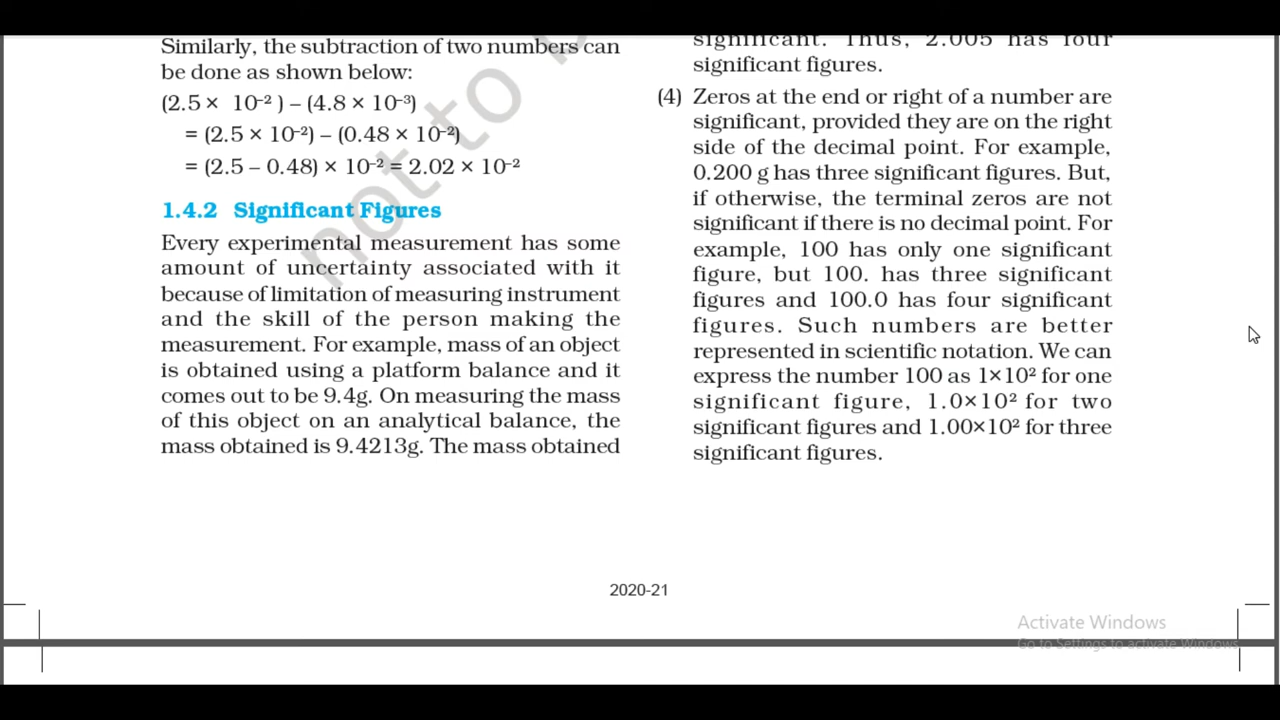 Similarly, the subtraction of two numbers can
be done as shown below:
(2.5 × 10⁻² ) – (4.8 × 10⁻³)
= (2.5 × 10⁻²) – (0.48 × 10⁻²)
= (2.5 – 0.48) × 10⁻² = 2.02 × 10⁻²
1.4.2 Significant Figures
Every experimental measurement has some
amount of uncertainty associated with it
because of limitation of measuring instrument
and the skill of the person making the
measurement. For example, mass of an object
is obtained using a platform balance and it
comes out to be 9.4g. On measuring the mass
of this object on an analytical balance, the
mass obtained is 9.4213g. The mass obtained
significant. Thus, 2.005 has four
significant figures.
(4) Zeros at the end or right of a number are
significant, provided they are on the right
side of the decimal point. For example,
0.200 g has three significant figures. But,
if otherwise, the terminal zeros are not
significant if there is no decimal point. For
example, 100 has only one significant
figure, but 100. has three significant
figures and 100.0 has four significant
figures. Such numbers are better
represented in scientific notation. We can
express the number 100 as 1×10² for one
significant figure, 1.0×10² for two
significant figures and 1.00×10² for three
significant figures.
not to
2020-21
Activate Windows
Go to Settings to activate Windows.